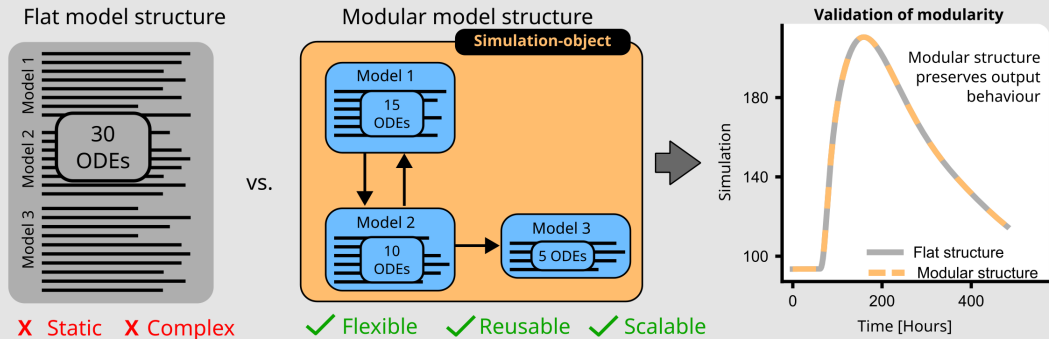 Flat model structure
Model 1
Model 2
Model 3
30
ODEs
X Static X Complex
vs.
Modular model structure
Simulation-object
Model 1
15
ODEs
Model 2
10
ODEs
Model 3
5 ODEs
Flexible
Reusable
Scalable
Validation of modularity
Modular structure
preserves output
behaviour
Simulation
180
140
100
Flat structure
Modular structure
0
200
400
Time [Hours]